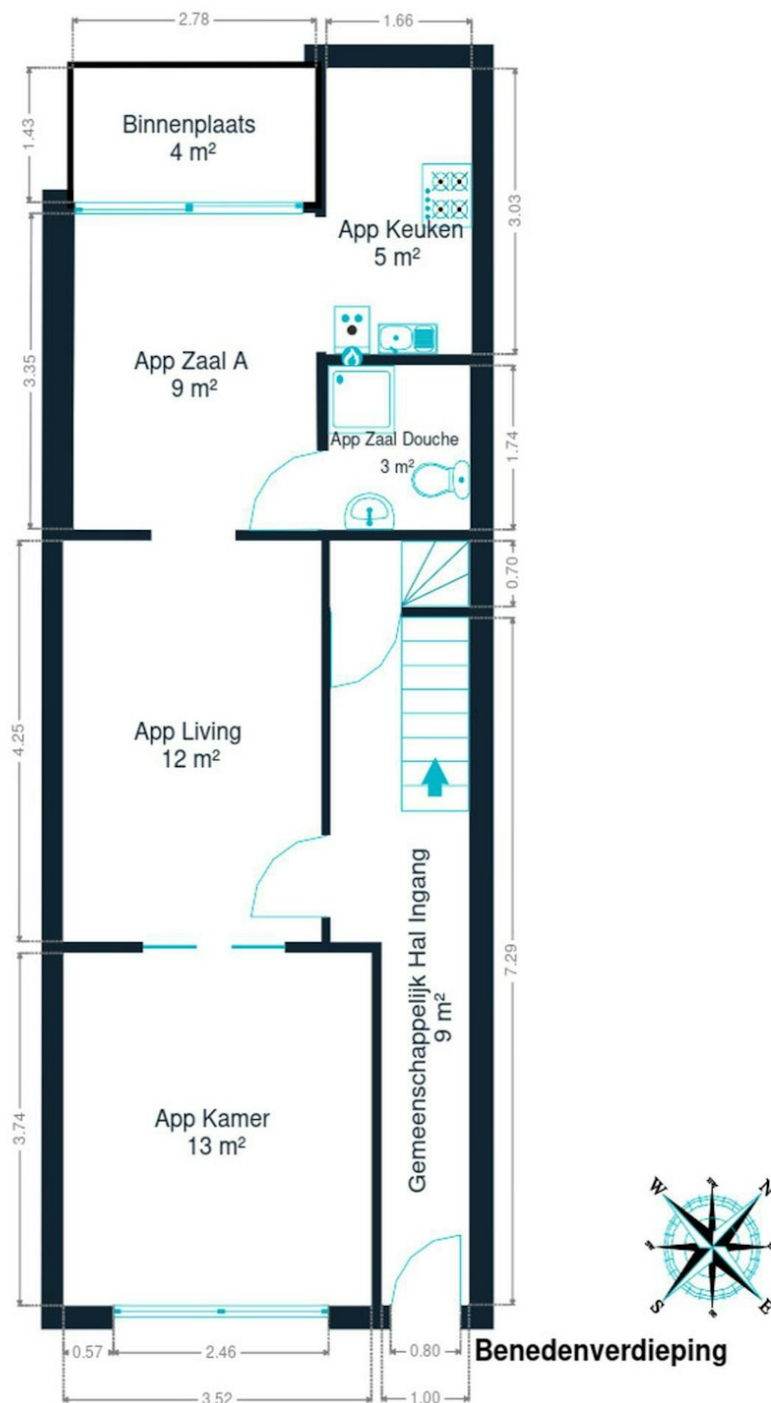 2.78
1.66
1.43
Binnenplaats
4 m²
App Keuken
5 m²
3.03
3.35
App Zaal A
9 m²
App Zaal Douche
3 m²
1.74
0.70
4.25
App Living
12 m²
Gemeenschappelijk Hal Ingang
9 m²
7.29
3.74
App Kamer
13 m²
W
N
S
E
0.57
2.46
0.80
Benedenverdieping
3.52
1.00